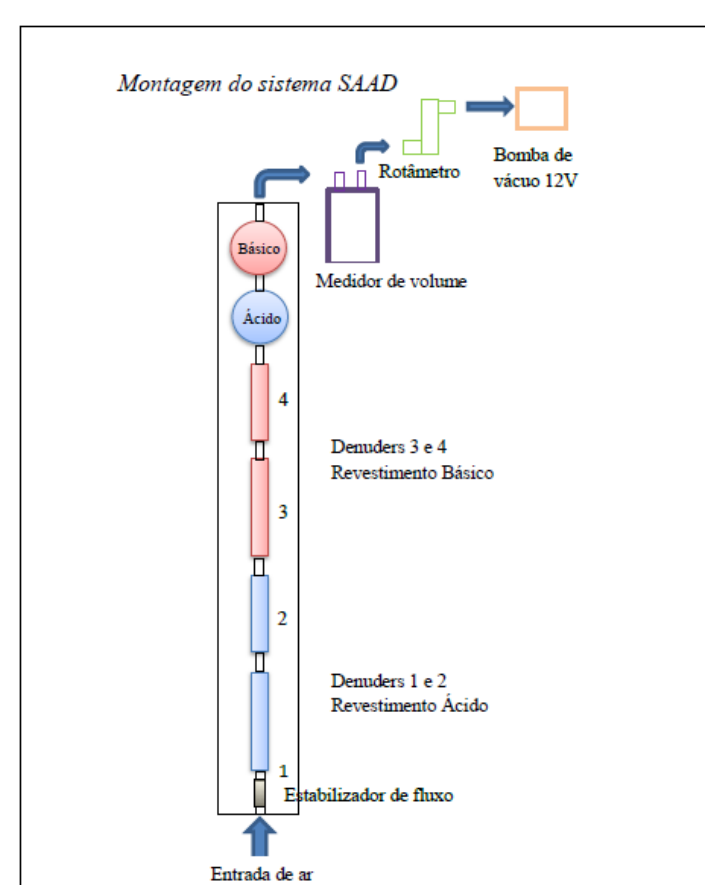 Montagem do sistema SAAD
Rotâmetro
Bomba de
vácuo 12V
Básico
Medidor de volume
Ácido
4
Denuders 3 e 4
Revestimento Básico
3
2
Denuders 1 e 2
Revestimento Ácido
1
Estabilizador de fluxo
Entrada de ar